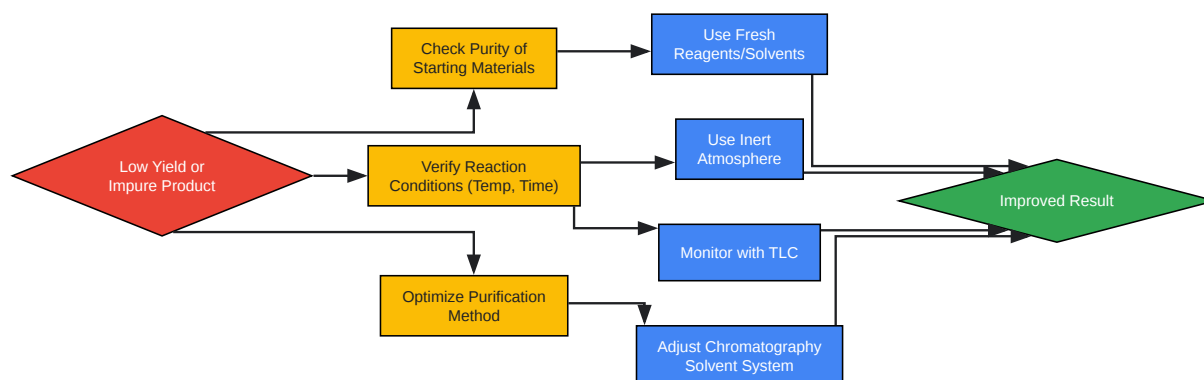 Low Yield or
Impure Product
Check Purity of
Starting Materials
Use Fresh
Reagents/Solvents
Verify Reaction
Conditions (Temp, Time)
Use Inert
Atmosphere
Monitor with TLC
Optimize Purification
Method
Adjust Chromatography
Solvent System
Improved Result